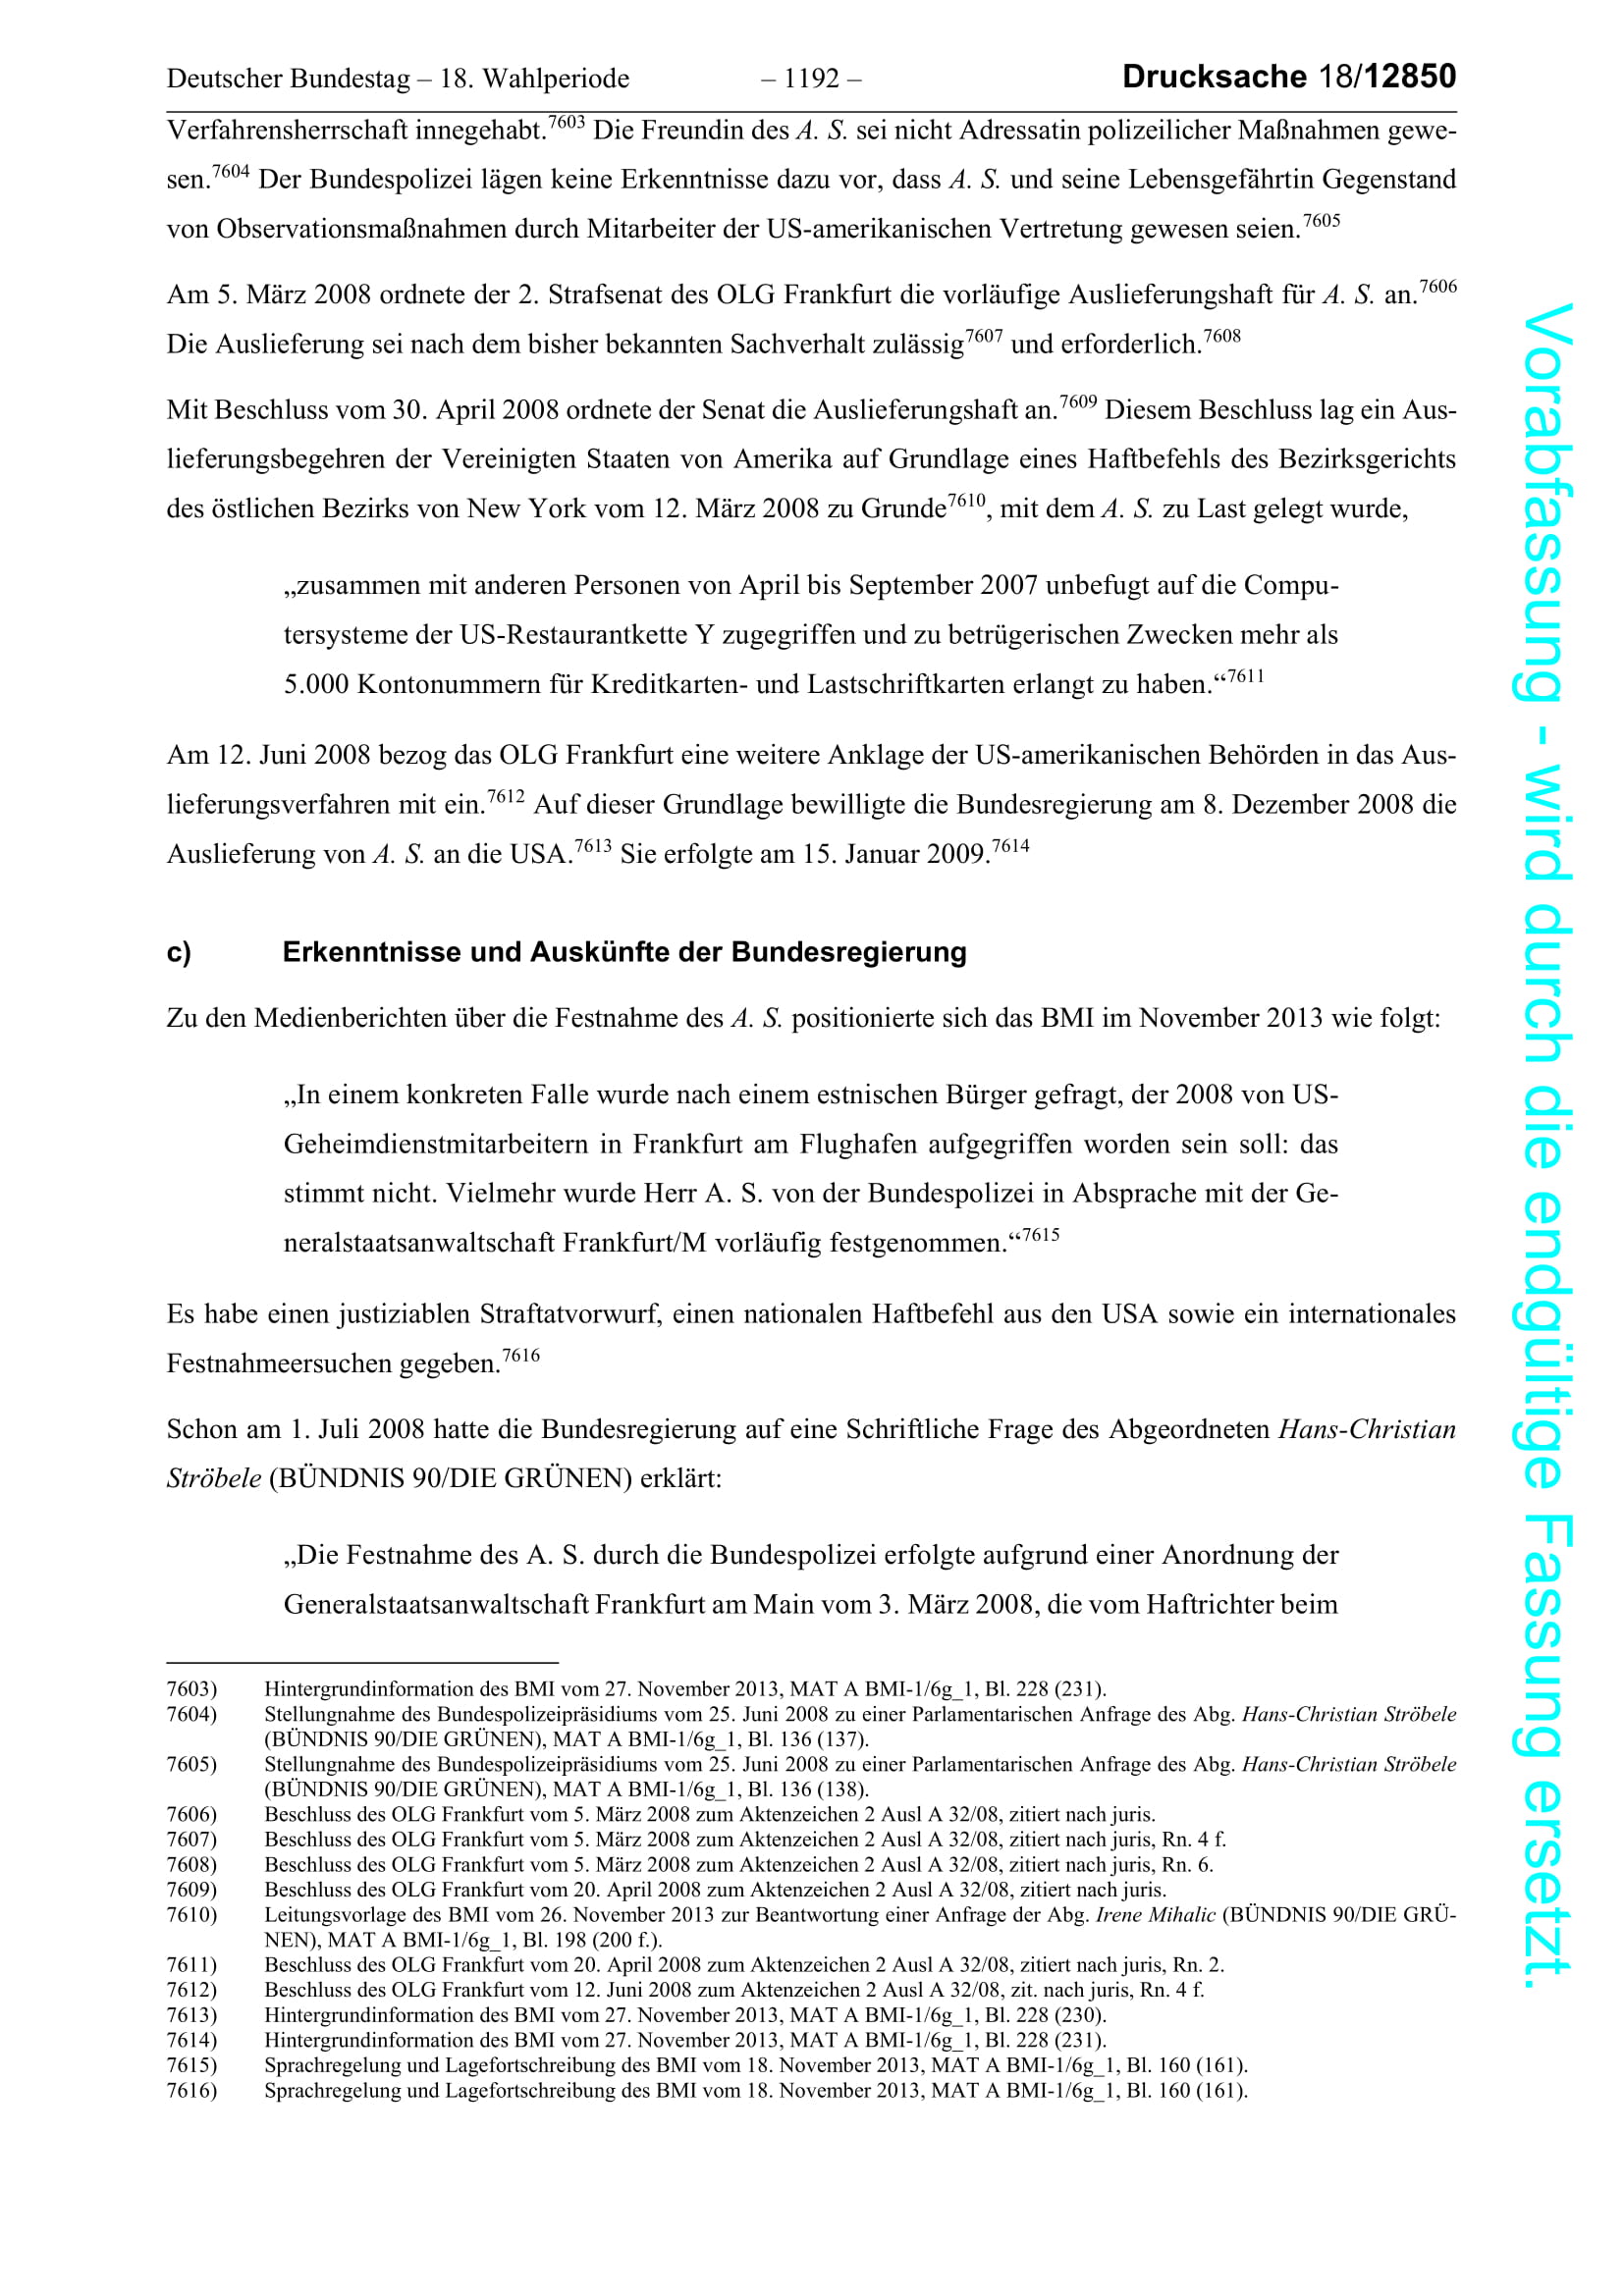 Deutscher Bundestag – 18. Wahlperiode – 1192 – Drucksache 18/12850
Verfahrensherrschaft innegehabt.7603 Die Freundin des A. S. sei nicht Adressatin polizeilicher Maßnahmen gewe-
sen.7604 Der Bundespolizei lägen keine Erkenntnisse dazu vor, dass A. S. und seine Lebensgefährtin Gegenstand
von Observationsmaßnahmen durch Mitarbeiter der US-amerikanischen Vertretung gewesen seien.7605
Am 5. März 2008 ordnete der 2. Strafsenat des OLG Frankfurt die vorläufige Auslieferungshaft für A. S. an.7606
Die Auslieferung sei nach dem bisher bekannten Sachverhalt zulässig7607 und erforderlich.7608
Mit Beschluss vom 30. April 2008 ordnete der Senat die Auslieferungshaft an.7609 Diesem Beschluss lag ein Aus-
lieferungsbegehren der Vereinigten Staaten von Amerika auf Grundlage eines Haftbefehls des Bezirksgerichts
des östlichen Bezirks von New York vom 12. März 2008 zu Grunde7610, mit dem A. S. zu Last gelegt wurde,
„zusammen mit anderen Personen von April bis September 2007 unbefugt auf die Compu-
tersysteme der US-Restaurantkette Y zugegriffen und zu betrügerischen Zwecken mehr als
5.000 Kontonummern für Kreditkarten- und Lastschriftkarten erlangt zu haben.“7611
Am 12. Juni 2008 bezog das OLG Frankfurt eine weitere Anklage der US-amerikanischen Behörden in das Aus-
lieferungsverfahren mit ein.7612 Auf dieser Grundlage bewilligte die Bundesregierung am 8. Dezember 2008 die
Auslieferung von A. S. an die USA.7613 Sie erfolgte am 15. Januar 2009.7614
c) Erkenntnisse und Auskünfte der Bundesregierung
Zu den Medienberichten über die Festnahme des A. S. positionierte sich das BMI im November 2013 wie folgt:
„In einem konkreten Falle wurde nach einem estnischen Bürger gefragt, der 2008 von US-
Geheimdienstmitarbeitern in Frankfurt am Flughafen aufgegriffen worden sein soll: das
stimmt nicht. Vielmehr wurde Herr A. S. von der Bundespolizei in Absprache mit der Ge-
neralstaatsanwaltschaft Frankfurt/M vorläufig festgenommen.“7615
Es habe einen justiziablen Straftatvorwurf, einen nationalen Haftbefehl aus den USA sowie ein internationales
Festnahmeersuchen gegeben.7616
Schon am 1. Juli 2008 hatte die Bundesregierung auf eine Schriftliche Frage des Abgeordneten Hans-Christian
Ströbele (BÜNDNIS 90/DIE GRÜNEN) erklärt:
„Die Festnahme des A. S. durch die Bundespolizei erfolgte aufgrund einer Anordnung der
Generalstaatsanwaltschaft Frankfurt am Main vom 3. März 2008, die vom Haftrichter beim
7603) Hintergrundinformation des BMI vom 27. November 2013, MAT A BMI-1/6g_1, Bl. 228 (231).
7604) Stellungnahme des Bundespolizeipräsidiums vom 25. Juni 2008 zu einer Parlamentarischen Anfrage des Abg. Hans-Christian Ströbele
(BÜNDNIS 90/DIE GRÜNEN), MAT A BMI-1/6g_1, Bl. 136 (137).
7605) Stellungnahme des Bundespolizeipräsidiums vom 25. Juni 2008 zu einer Parlamentarischen Anfrage des Abg. Hans-Christian Ströbele
(BÜNDNIS 90/DIE GRÜNEN), MAT A BMI-1/6g_1, Bl. 136 (138).
7606) Beschluss des OLG Frankfurt vom 5. März 2008 zum Aktenzeichen 2 Ausl A 32/08, zitiert nach juris.
7607) Beschluss des OLG Frankfurt vom 5. März 2008 zum Aktenzeichen 2 Ausl A 32/08, zitiert nach juris, Rn. 4 f.
7608) Beschluss des OLG Frankfurt vom 5. März 2008 zum Aktenzeichen 2 Ausl A 32/08, zitiert nach juris, Rn. 6.
7609) Beschluss des OLG Frankfurt vom 20. April 2008 zum Aktenzeichen 2 Ausl A 32/08, zitiert nach juris.
7610) Leitungsvorlage des BMI vom 26. November 2013 zur Beantwortung einer Anfrage der Abg. Irene Mihalic (BÜNDNIS 90/DIE GRÜ-
NEN), MAT A BMI-1/6g_1, Bl. 198 (200 f.).
7611) Beschluss des OLG Frankfurt vom 20. April 2008 zum Aktenzeichen 2 Ausl A 32/08, zitiert nach juris, Rn. 2.
7612) Beschluss des OLG Frankfurt vom 12. Juni 2008 zum Aktenzeichen 2 Ausl A 32/08, zit. nach juris, Rn. 4 f.
7613) Hintergrundinformation des BMI vom 27. November 2013, MAT A BMI-1/6g_1, Bl. 228 (230).
7614) Hintergrundinformation des BMI vom 27. November 2013, MAT A BMI-1/6g_1, Bl. 228 (231).
7615) Sprachregelung und Lagefortschreibung des BMI vom 18. November 2013, MAT A BMI-1/6g_1, Bl. 160 (161).
7616) Sprachregelung und Lagefortschreibung des BMI vom 18. November 2013, MAT A BMI-1/6g_1, Bl. 160 (161).
Vorabfassung - wird durch die endgültige Fassung ersetzt.